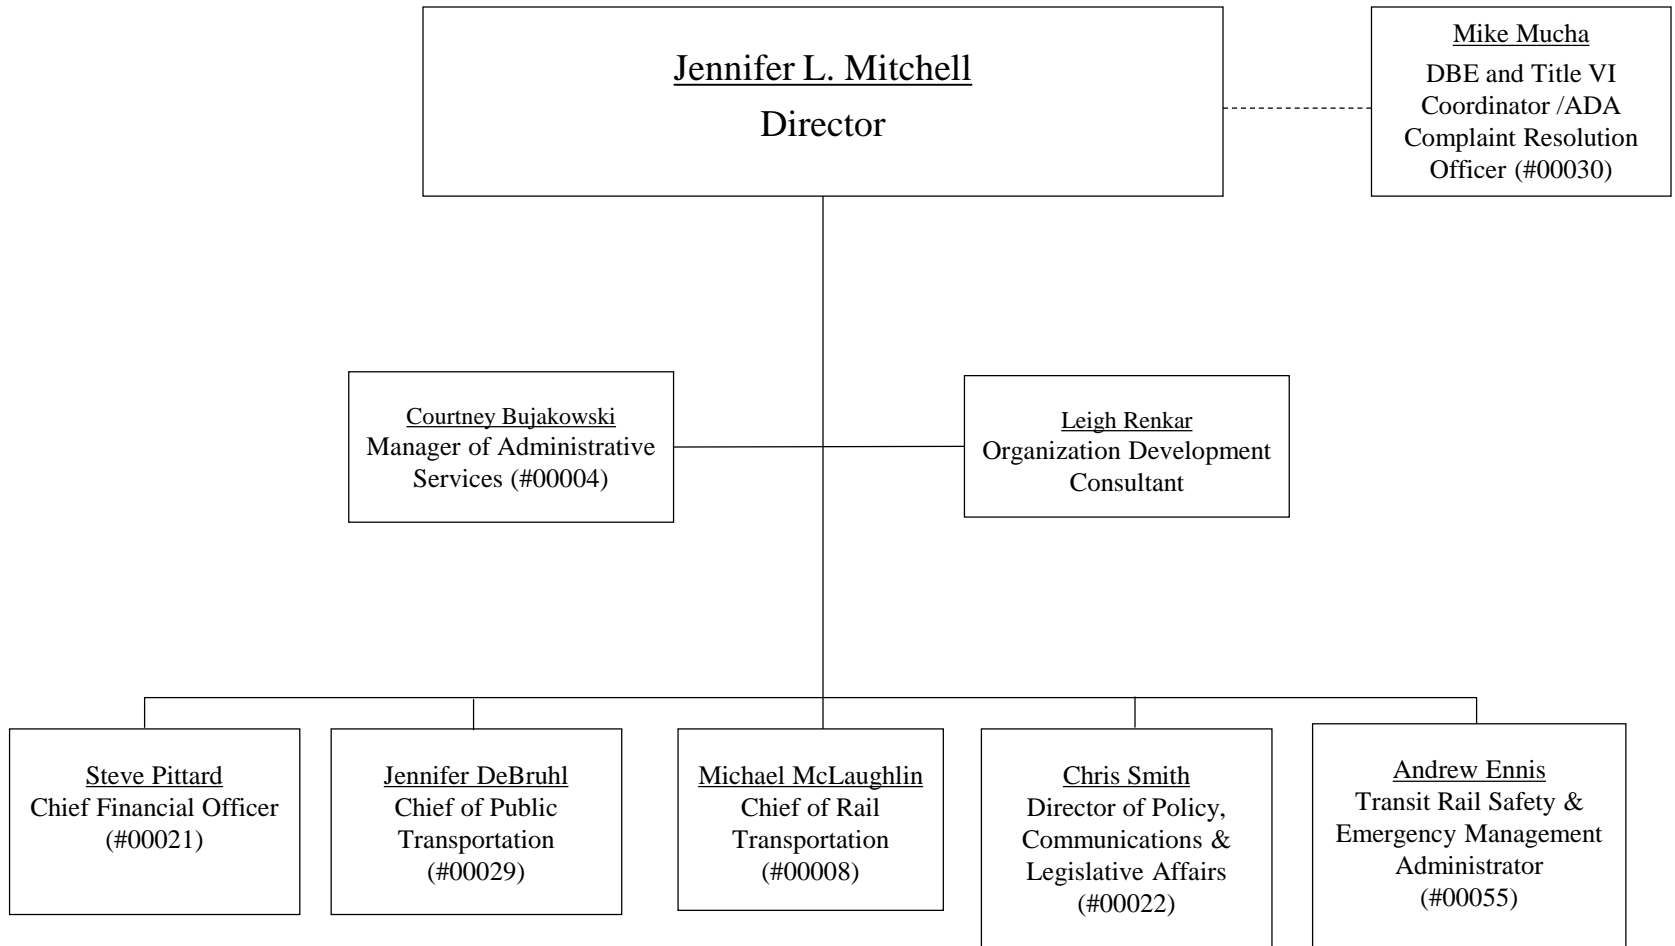 Jennifer L. Mitchell
Director
Mike Mucha
DBE and Title VI
Coordinator /ADA
Complaint Resolution
Officer (#00030)
Courtney Bujakowski
Manager of Administrative
Services (#00004)
Leigh Renkar
Organization Development
Consultant
Steve Pittard
Chief Financial Officer
(#00021)
Jennifer DeBruhl
Chief of Public
Transportation
(#00029)
Michael McLaughlin
Chief of Rail
Transportation
(#00008)
Chris Smith
Director of Policy,
Communications &
Legislative Affairs
(#00022)
Andrew Ennis
Transit Rail Safety &
Emergency Management
Administrator
(#00055)